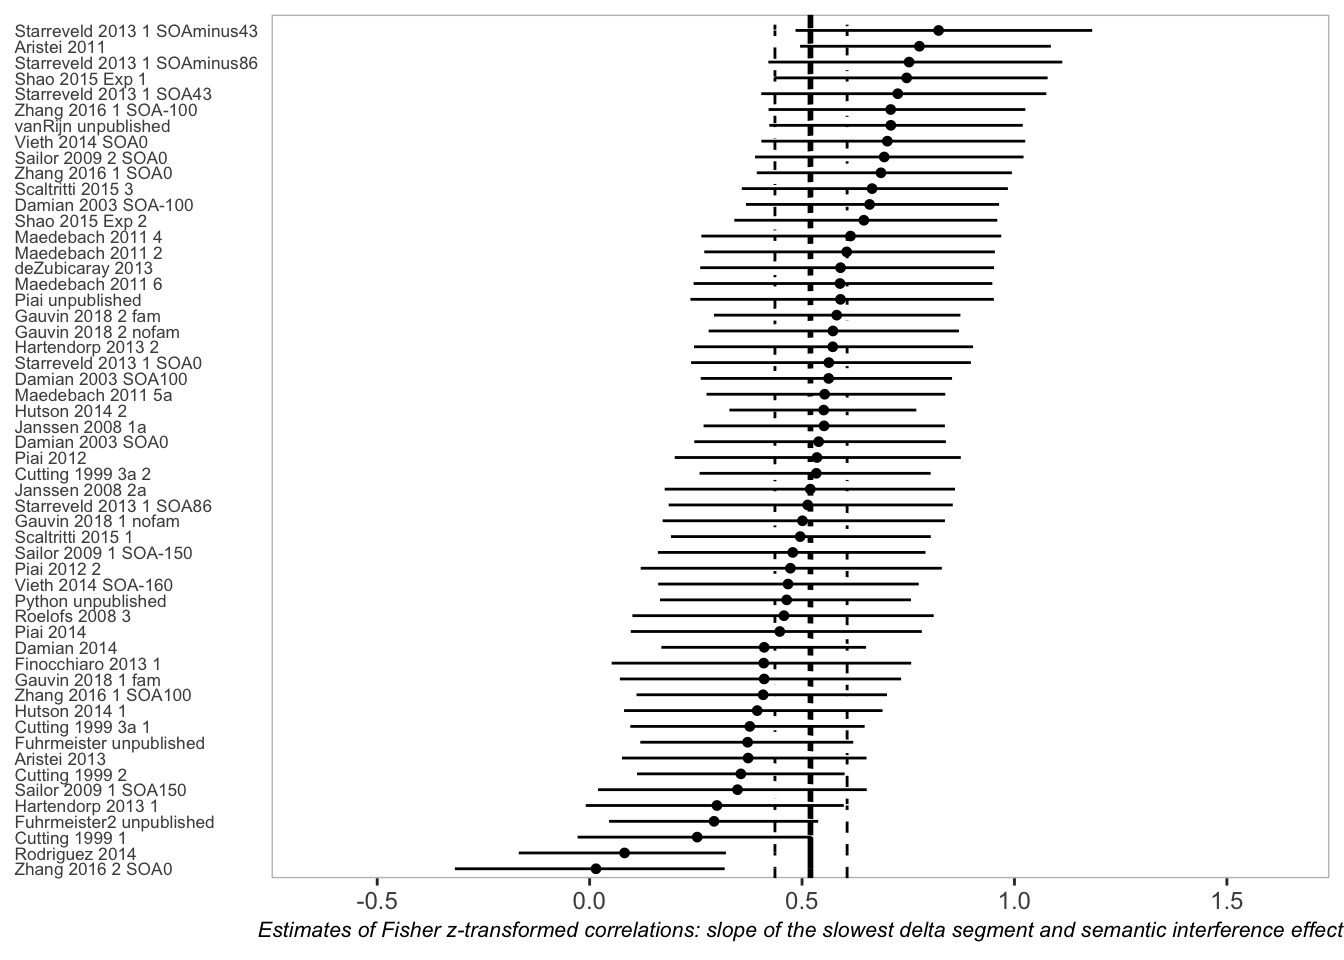 Starreveld 2013 1 SOAminus43
Aristei 2011
Starreveld 2013 1 SOAminus86
Shao 2015 Exp 1
Starreveld 2013 1 SOA43
Zhang 2016 1 SOA-100
vanRijn unpublished
Vieth 2014 SOA0
Sailor 2009 2 SOA0
Zhang 2016 1 SOA0
Scaltritti 2015 3
Damian 2003 SOA-100
Shao 2015 Exp 2
Maedebach 2011 4
Maedebach 2011 2
deZubicaray 2013
Maedebach 2011 6
Piai unpublished
Gauvin 2018 2 fam
Gauvin 2018 2 nofam
Hartendorp 2013 2
Starreveld 2013 1 SOA0
Damian 2003 SOA100
Maedebach 2011 5a
Hutson 2014 2
Janssen 2008 1a
Damian 2003 SOA0
Piai 2012
Cutting 1999 3a 2
Janssen 2008 2a
Starreveld 2013 1 SOA86
Gauvin 2018 1 nofam
Scaltritti 2015 1
Sailor 2009 1 SOA-150
Piai 2012 2
Vieth 2014 SOA-160
Python unpublished
Roelofs 2008 3
Piai 2014
Damian 2014
Finocchiaro 2013 1
Gauvin 2018 1 fam
Zhang 2016 1 SOA100
Hutson 2014 1
Cutting 1999 3a 1
Fuhrmeister unpublished
Aristei 2013
Cutting 1999 2
Sailor 2009 1 SOA150
Hartendorp 2013 1
Fuhrmeister2 unpublished
Cutting 1999 1
Rodriguez 2014
Zhang 2016 2 SOA0
-0.5 0.0 0.5 1.0 1.5
Estimates of Fisher z-transformed correlations: slope of the slowest delta segment and semantic interference effect